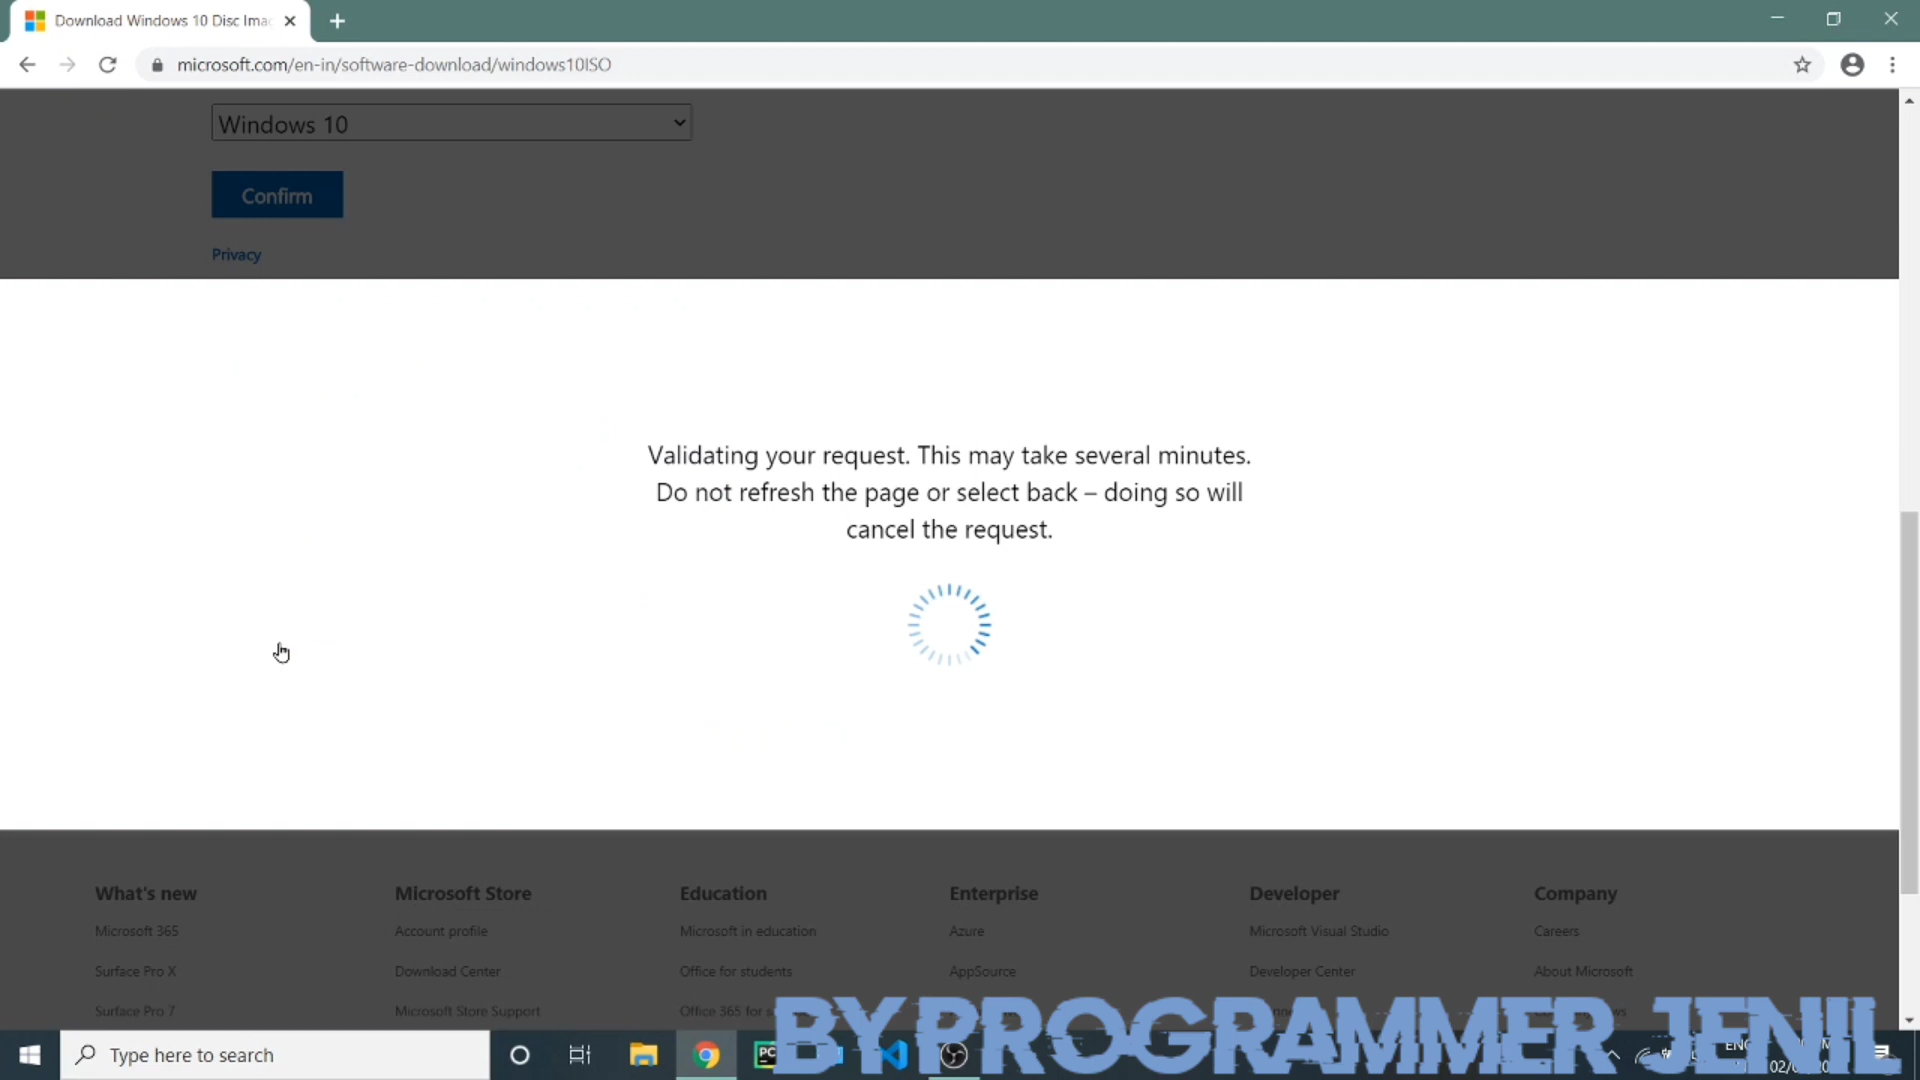 Download Windows 10 Disc Ima
microsoft.com/en-in/software-download/windows10ISO
Windows 10
Confirm
Privacy
Validating your request. This may take several minutes.
Do not refresh the page or select back – doing so will
cancel the request.
What's new
Microsoft 365
Surface Pro X
Surface Pro 7
Microsoft Store
Account profile
Download Center
Microsoft Store Support
Education
Microsoft in education
Office for students
Office 365 for s
Enterprise
Azure
AppSource
Developer
Microsoft Visual Studio
Developer Center
Company
Careers
About Microsoft
BY PROGRAMMER JENIL
Type here to search
PC